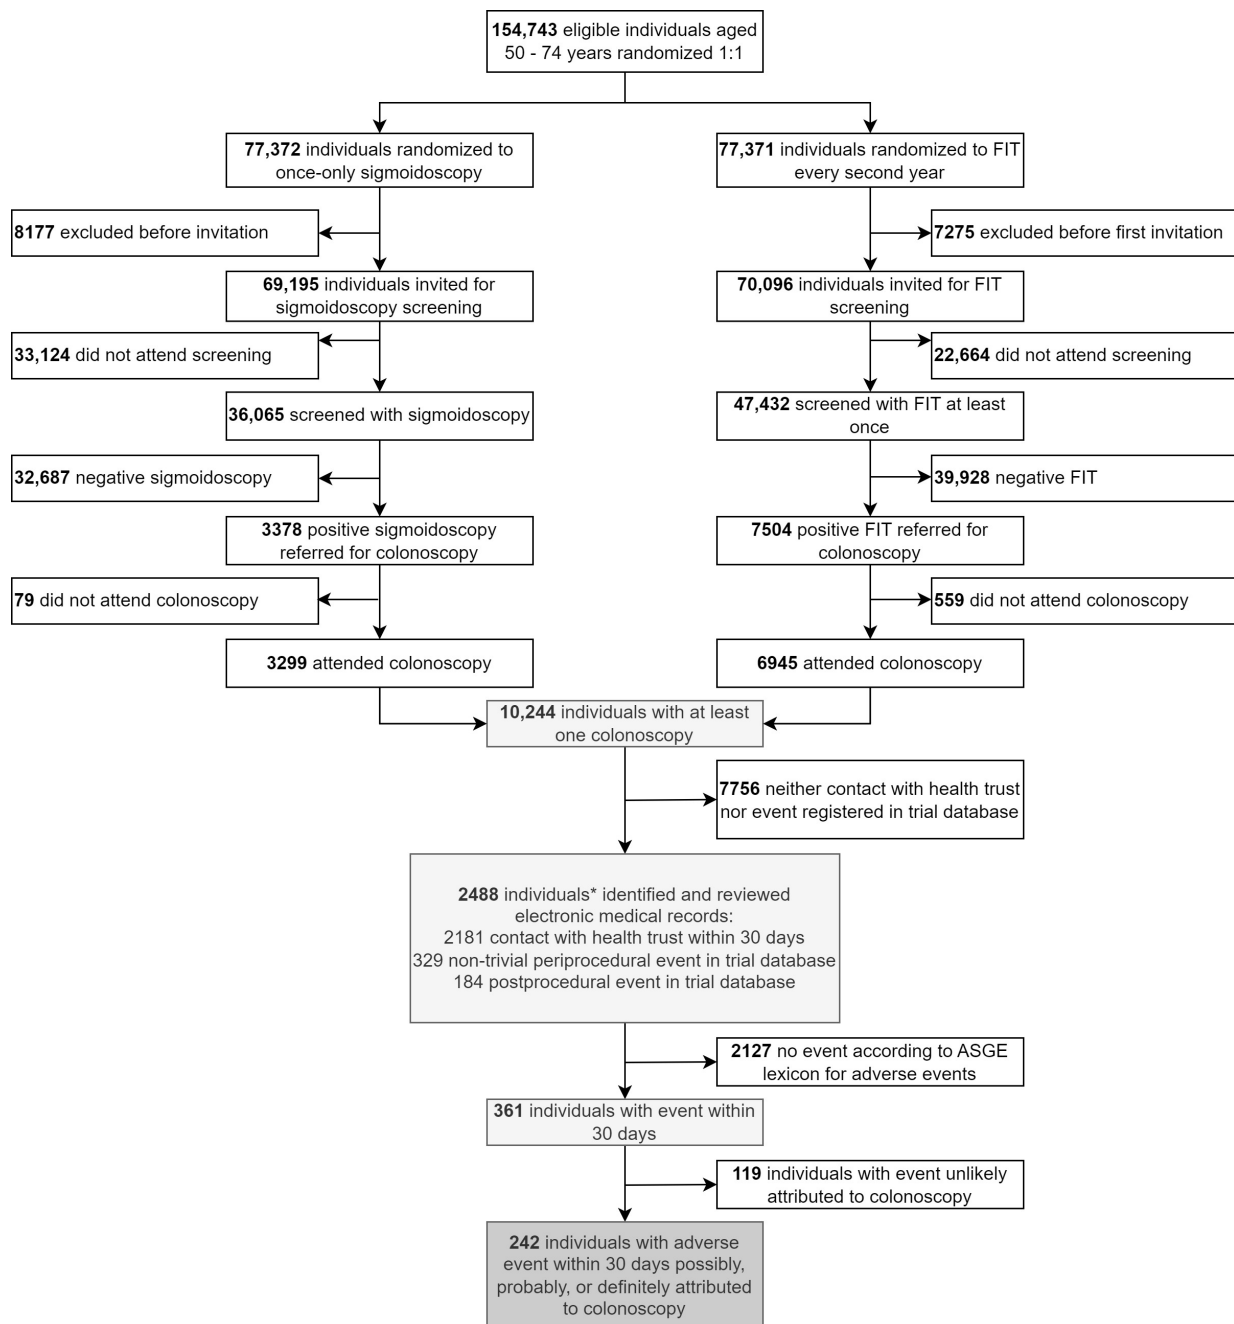 154,743 eligible individuals aged
50 - 74 years randomized 1:1
77,372 individuals randomized to
once-only sigmoidoscopy
77,371 individuals randomized to FIT
every second year
8177 excluded before invitation
7275 excluded before first invitation
69,195 individuals invited for
sigmoidoscopy screening
70,096 individuals invited for FIT
screening
33,124 did not attend screening
22,664 did not attend screening
36,065 screened with sigmoidoscopy
47,432 screened with FIT at least
once
32,687 negative sigmoidoscopy
39,928 negative FIT
3378 positive sigmoidoscopy
referred for colonoscopy
7504 positive FIT referred for
colonoscopy
79 did not attend colonoscopy
559 did not attend colonoscopy
3299 attended colonoscopy
6945 attended colonoscopy
10,244 individuals with at least
one colonoscopy
7756 neither contact with health trust
nor event registered in trial database
2488 individuals* identified and reviewed
electronic medical records:
2181 contact with health trust within 30 days
329 non-trivial periprocedural event in trial database
184 postprocedural event in trial database
2127 no event according to ASGE
lexicon for adverse events
361 individuals with event within
30 days
119 individuals with event unlikely
attributed to colonoscopy
242 individuals with adverse
event within 30 days possibly,
probably, or definitely attributed
to colonoscopy